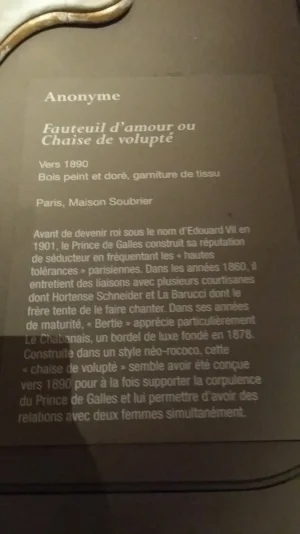 Anonyme
Fauteuil d'amour ou
Chaise de volupté
Vers 1890
Bois peint et doré, garniture de tissu
Paris, Maison Soubrier
Avant de devenir roi sous le nom d'Edouard VII en
1901, le Prince de Galles construit sa réputation
de séducteur en fréquentant les « hautes
tolérances » parisiennes. Dans les années 1860, il
entretient des liaisons avec plusieurs courtisanes
dont Hortense Schneider et La Barucci dont le
frère tente de le faire chanter. Dans ses années
de maturité, « Bertie » apprécie particulièrement
Le Chabanais, un bordel de luxe fondé en 1878.
Construite dans un style néo-rococo, cette
« chaise de volupté » semble avoir été conçue
vers 1890 pour à la fois supporter la corpulence
du Prince de Galles et lui permettre d'avoir des
relations avec deux femmes simultanément.